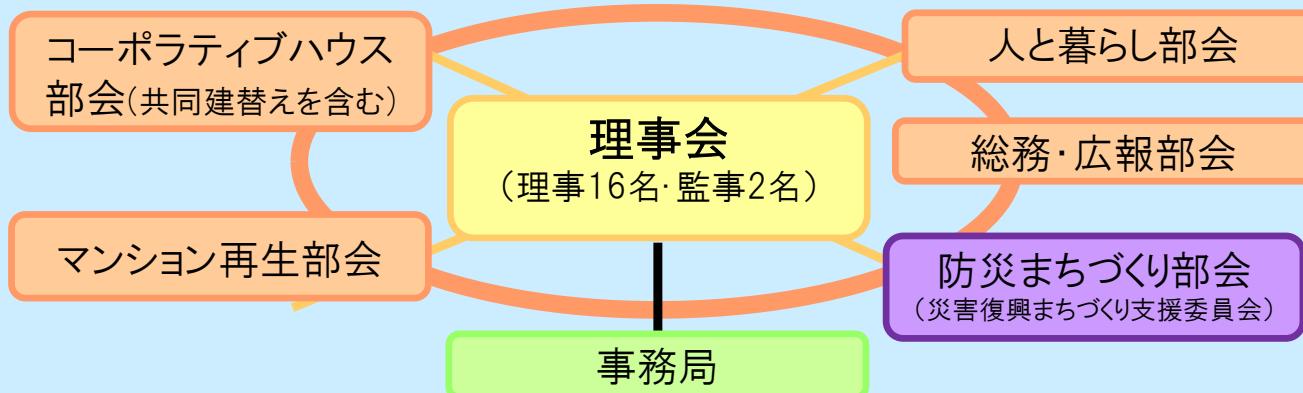 コーポラティブハウス
部会(共同建替えを含む)
人と暮らし部会
理事会
(理事16名·監事2名)
総務·広報部会
マンション再生部会
防災まちづくり部会
(災害復興まちづくり支援委員会)
事務局